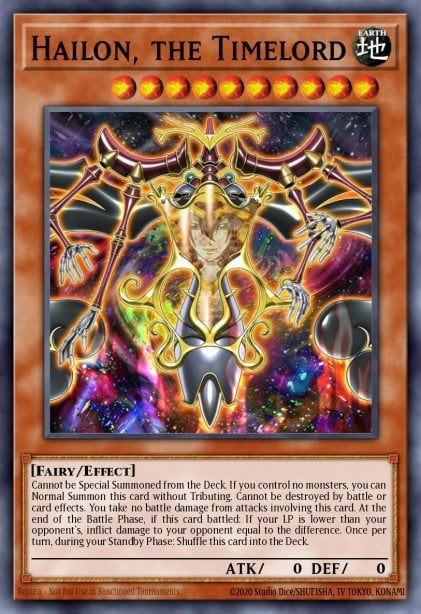 HAILON, THE TIMELORD
EARTH
地
[FAIRY/EFFECT]
Cannot be Special Summoned from the Deck. If you control no monsters, you can
Normal Summon this card without Tributing. Cannot be destroyed by battle or
card effects. You take no battle damage from attacks involving this card. At
the end of the Battle Phase, if this card battled: If your LP is lower than your
opponent's, inflict damage to your opponent equal to the difference. Once per
turn, during your Standby Phase: Shuffle this card into the Deck.
ATK/ 0 DEF/ 0
Replica - Not For Use in Sanctioned Tournaments
©2020 Studio Dice/SHUEISHA, TV TOKYO, KONAMI